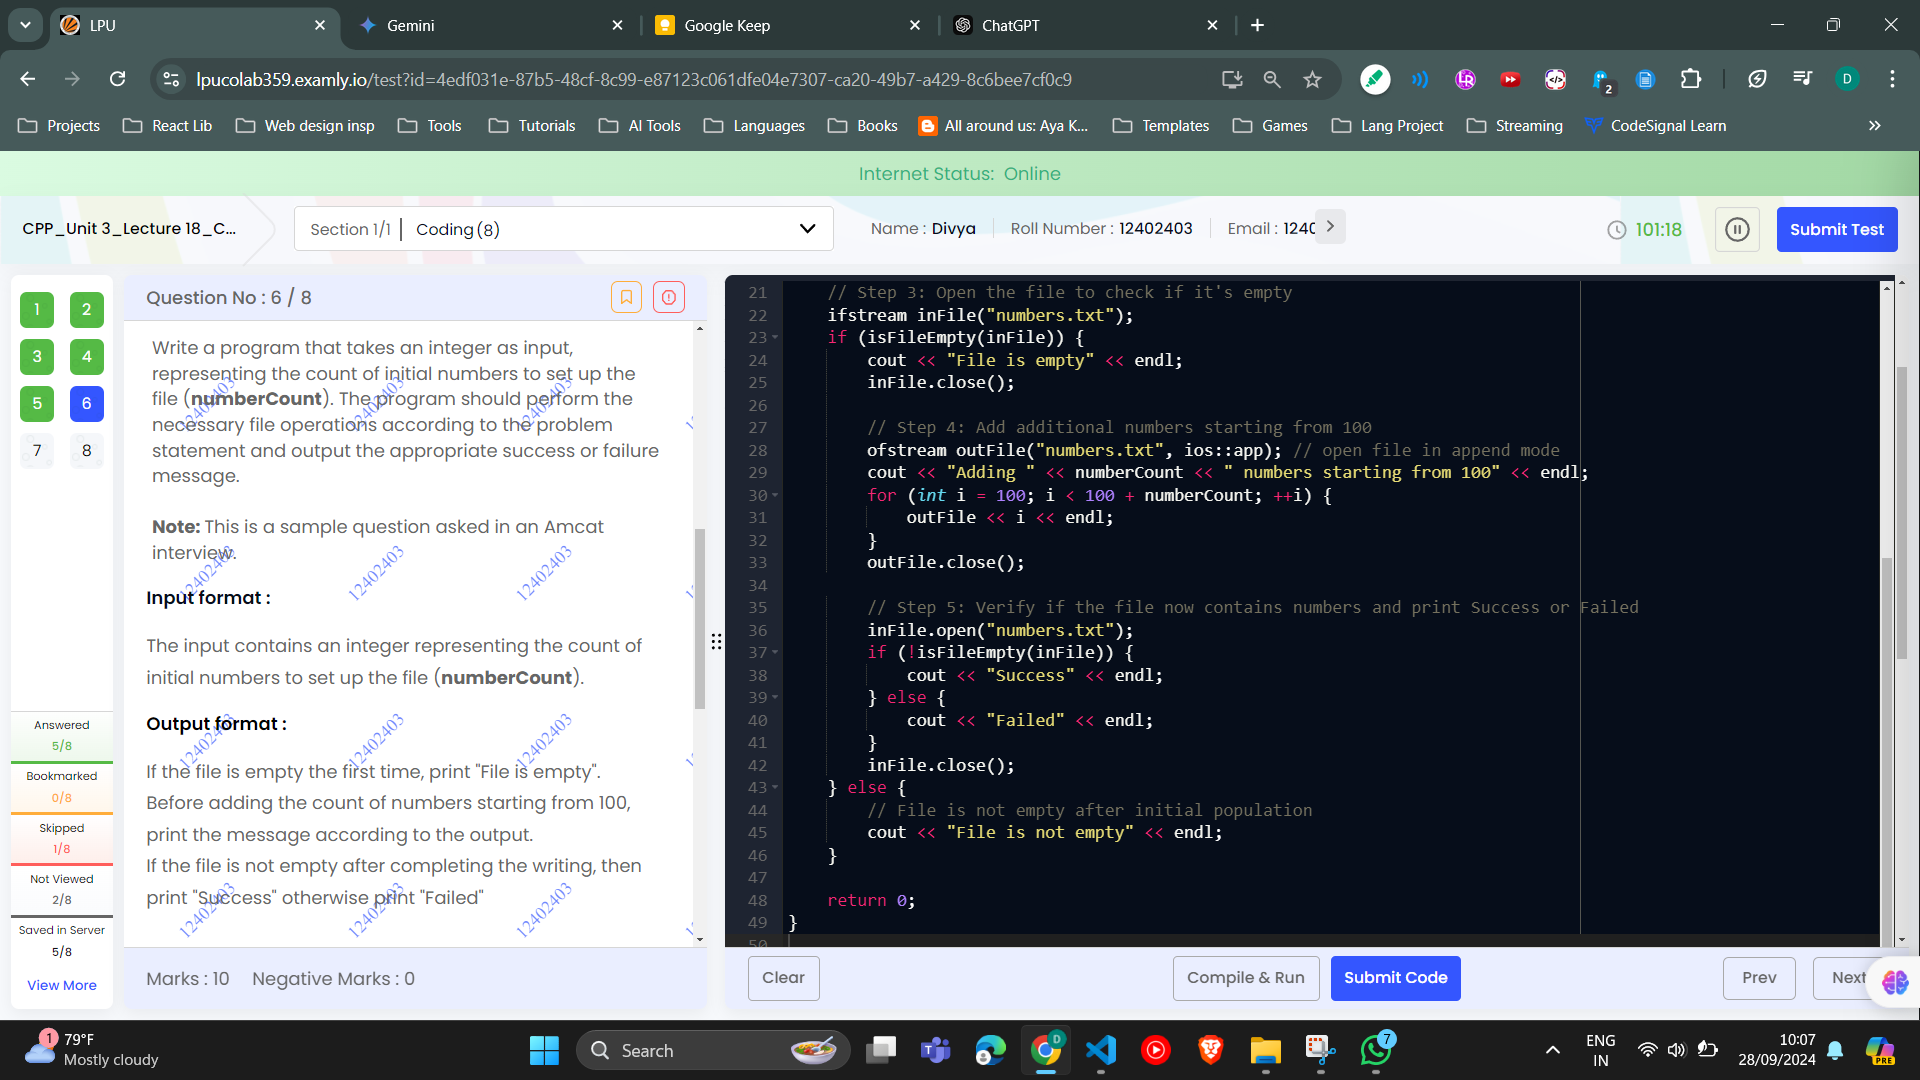 LPU
Gemini
Google Keep
ChatGPT
lpucolab359.examly.io/test?id=4edf031e-87b5-48cf-8c99-e87123c061dfe04e7307-ca20-49b7-a429-8c6bee7cf0c9
2
D
Projects
React Lib
Web design insp
Tools
Tutorials
AI Tools
Languages
Books
All around us: Aya K...
Templates
Games
Lang Project
Streaming
CodeSignal Learn
Internet Status: Online
CPP_Unit 3_Lecture 18_C...
Section 1/1 | Coding (8)
Name : Divya
Roll Number : 12402403
Email : 1240
101:18
Submit Test
1 2
3 4
5 6
7 8
Answered
5/8
Bookmarked
0/8
Skipped
1/8
Not Viewed
2/8
Saved in Server
5/8
View More
Question No : 6 / 8
Write a program that takes an integer as input,
representing the count of initial numbers to set up the
file (numberCount). The program should perform the
necessary file operations according to the problem
statement and output the appropriate success or failure
message.
Note: This is a sample question asked in an Amcat
interview.
Input format :
The input contains an integer representing the count of
initial numbers to set up the file (numberCount).
Output format :
If the file is empty the first time, print "File is empty".
Before adding the count of numbers starting from 100,
print the message according to the output.
If the file is not empty after completing the writing, then
print "Success" otherwise print "Failed"
12402403 12402403 12402403
12402403 12402403 12402403
12402403 12402403 12402403
12402403 12402403 12402403
Marks : 10 Negative Marks : 0
21 // Step 3: Open the file to check if it's empty
22 ifstream inFile("numbers.txt");
23 if (isFileEmpty(inFile)) {
24 cout << "File is empty" << endl;
25 inFile.close();
26
27 // Step 4: Add additional numbers starting from 100
28 ofstream outFile("numbers.txt", ios::app); // open file in append mode
29 cout << "Adding " << numberCount << " numbers starting from 100" << endl;
30 for (int i = 100; i < 100 + numberCount; ++i) {
31 outFile << i << endl;
32 }
33 outFile.close();
34
35 // Step 5: Verify if the file now contains numbers and print Success or Failed
36 inFile.open("numbers.txt");
37 if (!isFileEmpty(inFile)) {
38 cout << "Success" << endl;
39 } else {
40 cout << "Failed" << endl;
41 }
42 inFile.close();
43 } else {
44 // File is not empty after initial population
45 cout << "File is not empty" << endl;
46 }
47
48 return 0;
49 }
50
Clear
Compile & Run
Submit Code
Prev
Next
1
79°F
Mostly cloudy
Search
D
7
ENG
IN
10:07
28/09/2024
PRE